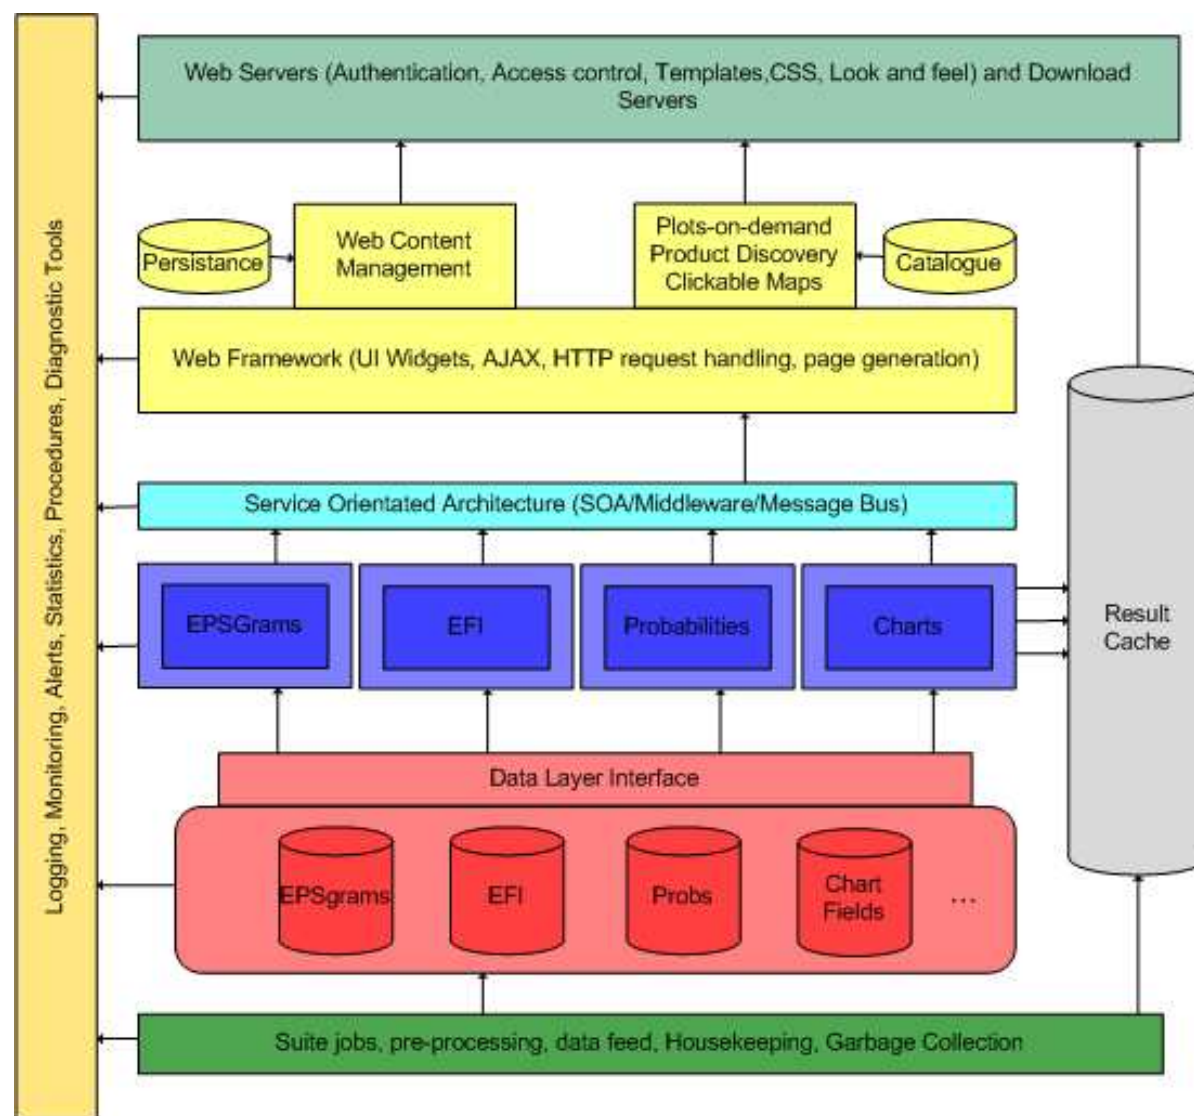 Logging, Monitoring, Alerts, Statistics, Procedures, Diagnostic Tools
Web Servers (Authentication, Access control, Templates,CSS, Look and feel) and Download
Servers
Persistance
Web Content
Management
Plots-on-demand
Product Discovery
Clickable Maps
Catalogue
Web Framework (UI Widgets, AJAX, HTTP request handling, page generation)
Service Orientated Architecture (SOA/Middleware/Message Bus)
EPSGrams
EFI
Probabilities
Charts
Result
Cache
Data Layer Interface
EPSgrams
EFI
Probs
Chart
Fields
...
Suite jobs, pre-processing, data feed, Housekeeping, Garbage Collection